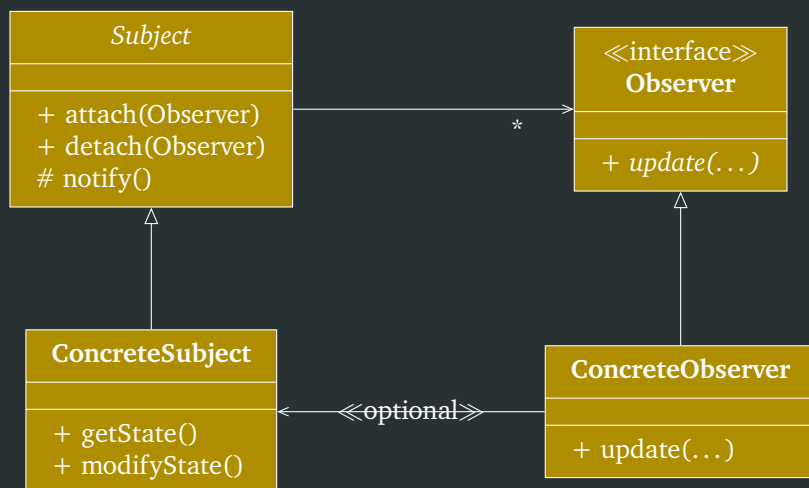 Subject
+ attach(Observer)
+ detach(Observer)
# notify()
≪interface≫
Observer
+ update(...)
*
ConcreteSubject
+ getState()
+ modifyState()
≪optional≫
ConcreteObserver
+ update(...)